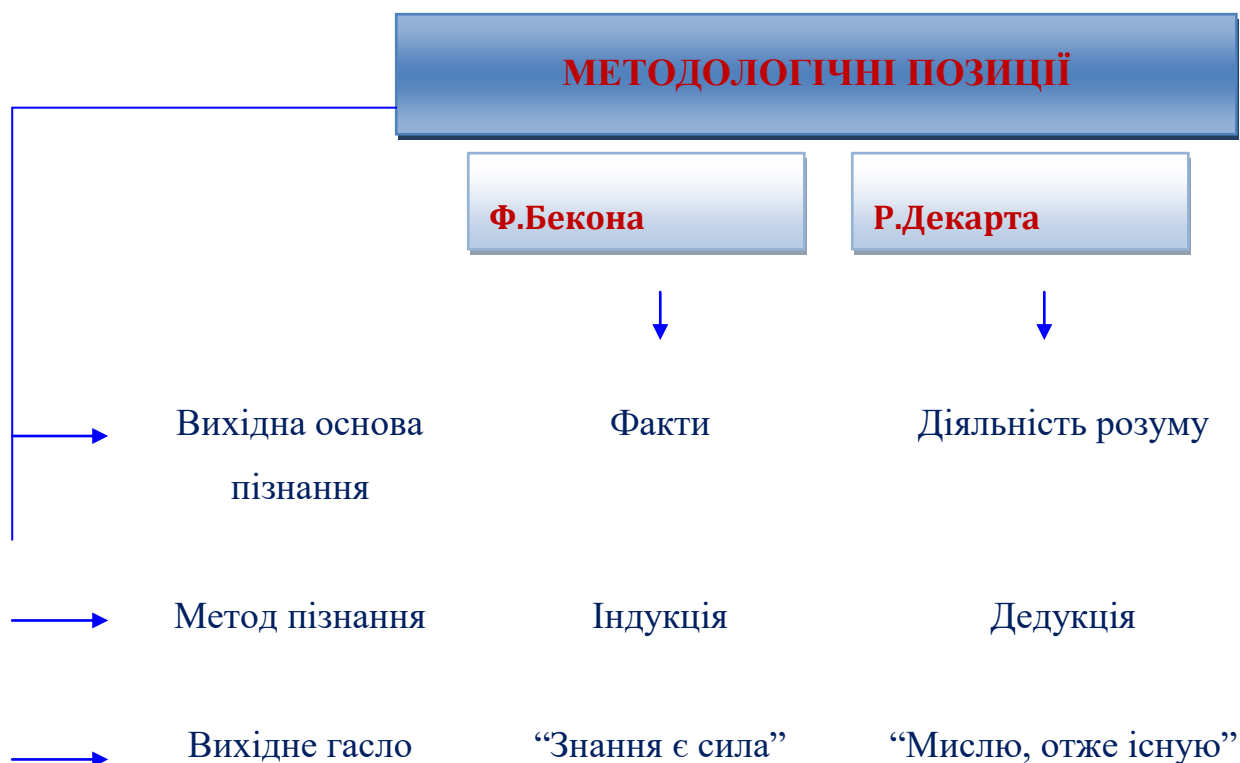 МЕТОДОЛОГІЧНІ ПОЗИЦІЇ
Ф.Бекона
Р.Декарта
Вихідна основа пізнання
Факти
Діяльність розуму
Метод пізнання
Індукція
Дедукція
Вихідне гасло
“Знання є сила”
“Мислю, отже існую”